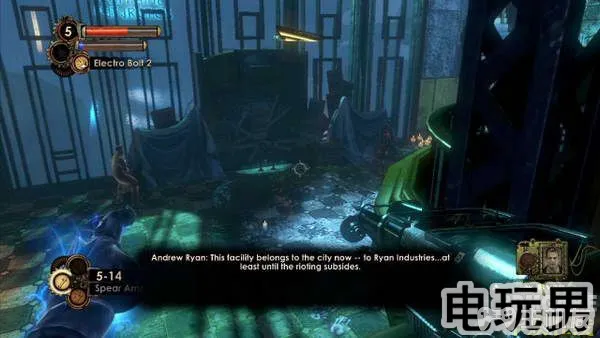 5
Electro Bolt 2
Andrew Ryan: This facility belongs to the city now -- to Ryan Industries...at
least until the rioting subsides.
5-14
Spear
电玩男